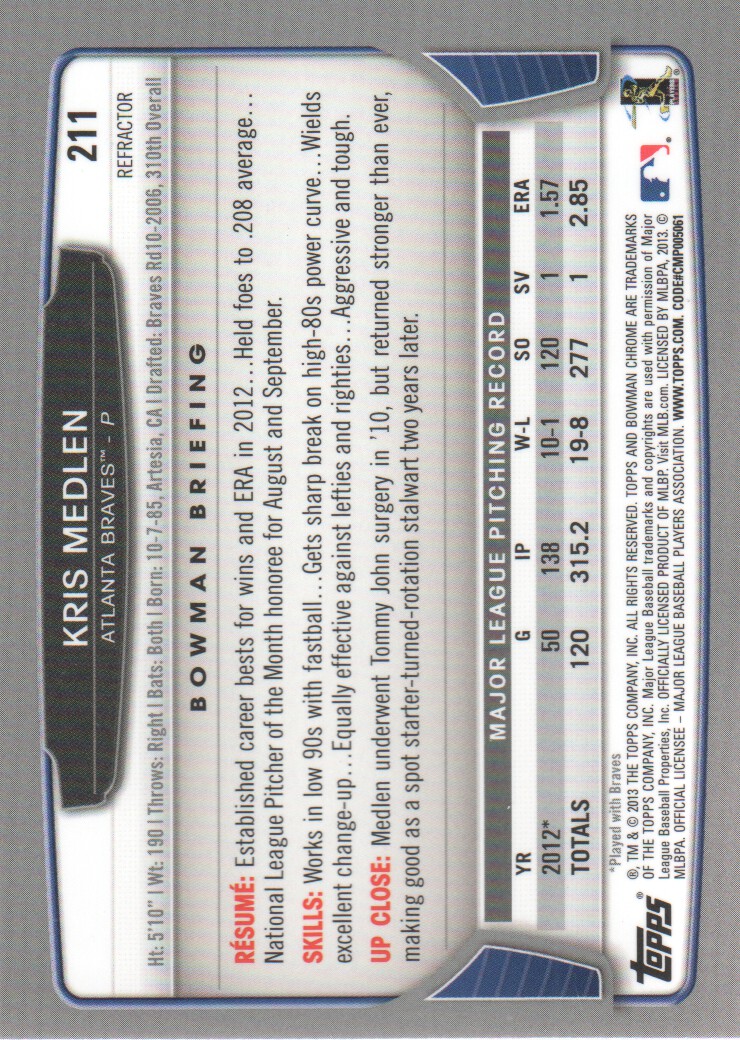 211
REFRACTOR
KRIS MEDLEN
ATLANTA BRAVES™ - P
Ht: 5'10" | Wt: 190 | Throws: Right | Bats: Both | Born: 10-7-85, Artesia, CA | Drafted: Braves Rd10-2006, 310th Overall
BOWMAN BRIEFING
RÉSUMÉ: Established career bests for wins and ERA in 2012...Held foes to .208 average...
National League Pitcher of the Month honoree for August and September.
SKILLS: Works in low 90s with fastball...Gets sharp break on high-80s power curve...Wields
excellent change-up...Equally effective against lefties and righties...Aggressive and tough.
UP CLOSE: Medlen underwent Tommy John surgery in '10, but returned stronger than ever,
making good as a spot starter-turned-rotation stalwart two years later.
MAJOR LEAGUE PITCHING RECORD
YR G IP W-L SO SV ERA
2012* 50 138 10-1 120 1 1.57
TOTALS 120 315.2 19-8 277 1 2.85
*Played with Braves
Topps®
®, TM & © 2013 THE TOPPS COMPANY, INC. ALL RIGHTS RESERVED. TOPPS AND BOWMAN CHROME ARE TRADEMARKS
OF THE TOPPS COMPANY, INC. Major League Baseball trademarks and copyrights are used with permission of Major
League Baseball Properties, Inc. OFFICIALLY LICENSED PRODUCT OF MLBP. Visit MLB.com. LICENSED BY MLBPA, 2013. ©
MLBPA. OFFICIAL LICENSEE – MAJOR LEAGUE BASEBALL PLAYERS ASSOCIATION. WWW.TOPPS.COM. CODE#CMP005061